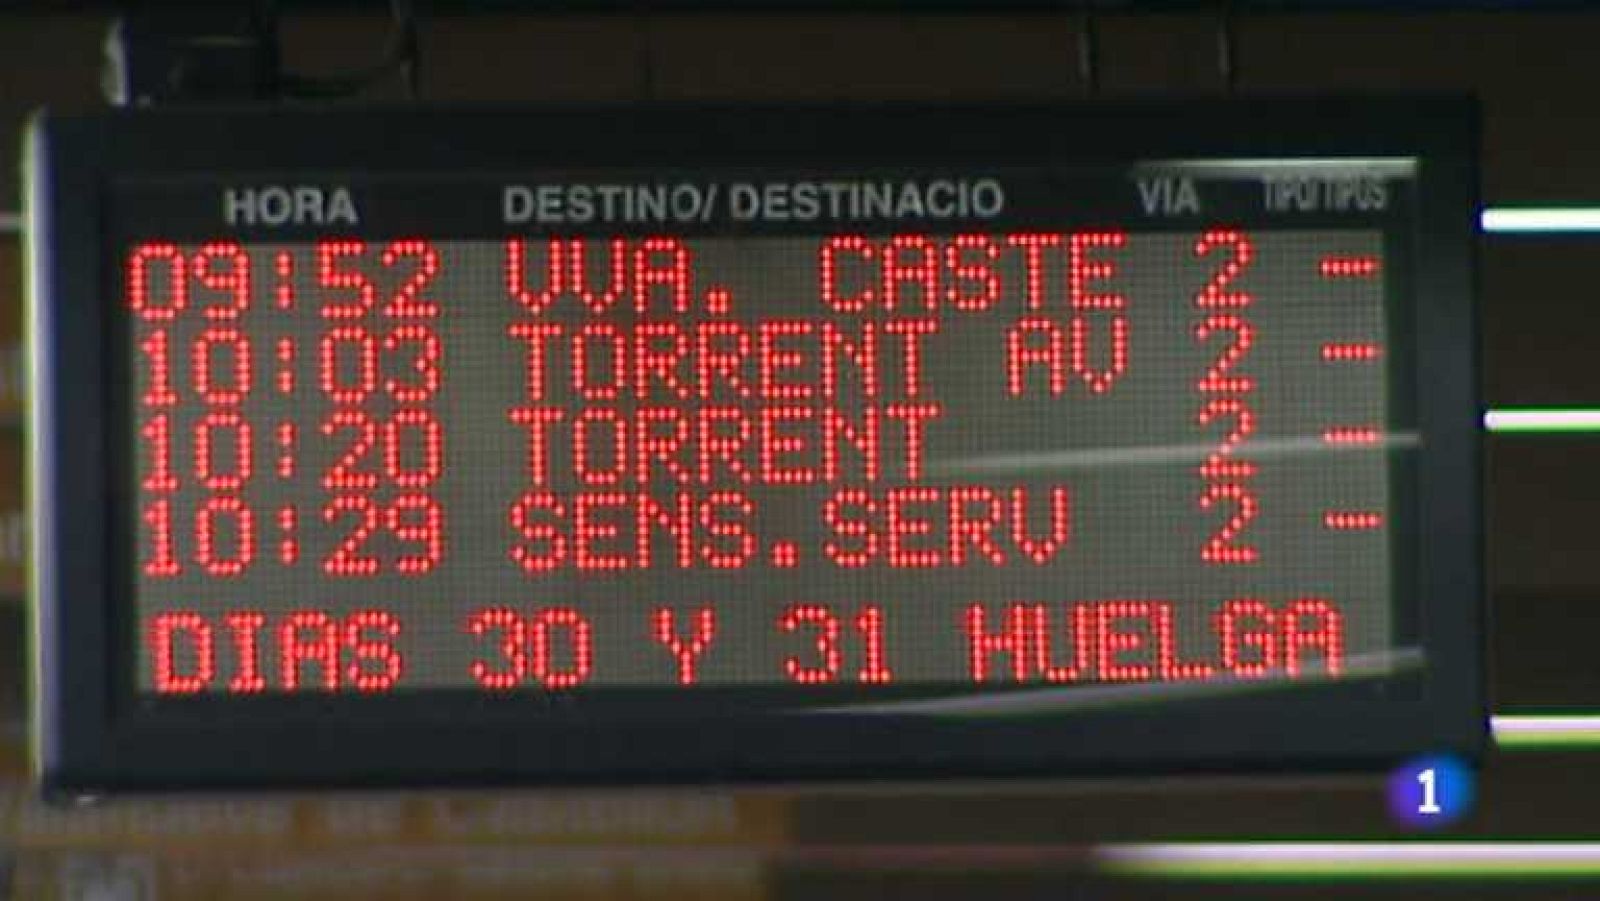 HORA DESTINO/ DESTINACIO VIA TIPO/TIPUS
09:52 VVA. CASTE 2 -
10:03 TORRENT AV 2 -
10:20 TORRENT 2 -
10:29 SENS.SERV 2 -
DIAS 30 Y 31 HUELGA
1